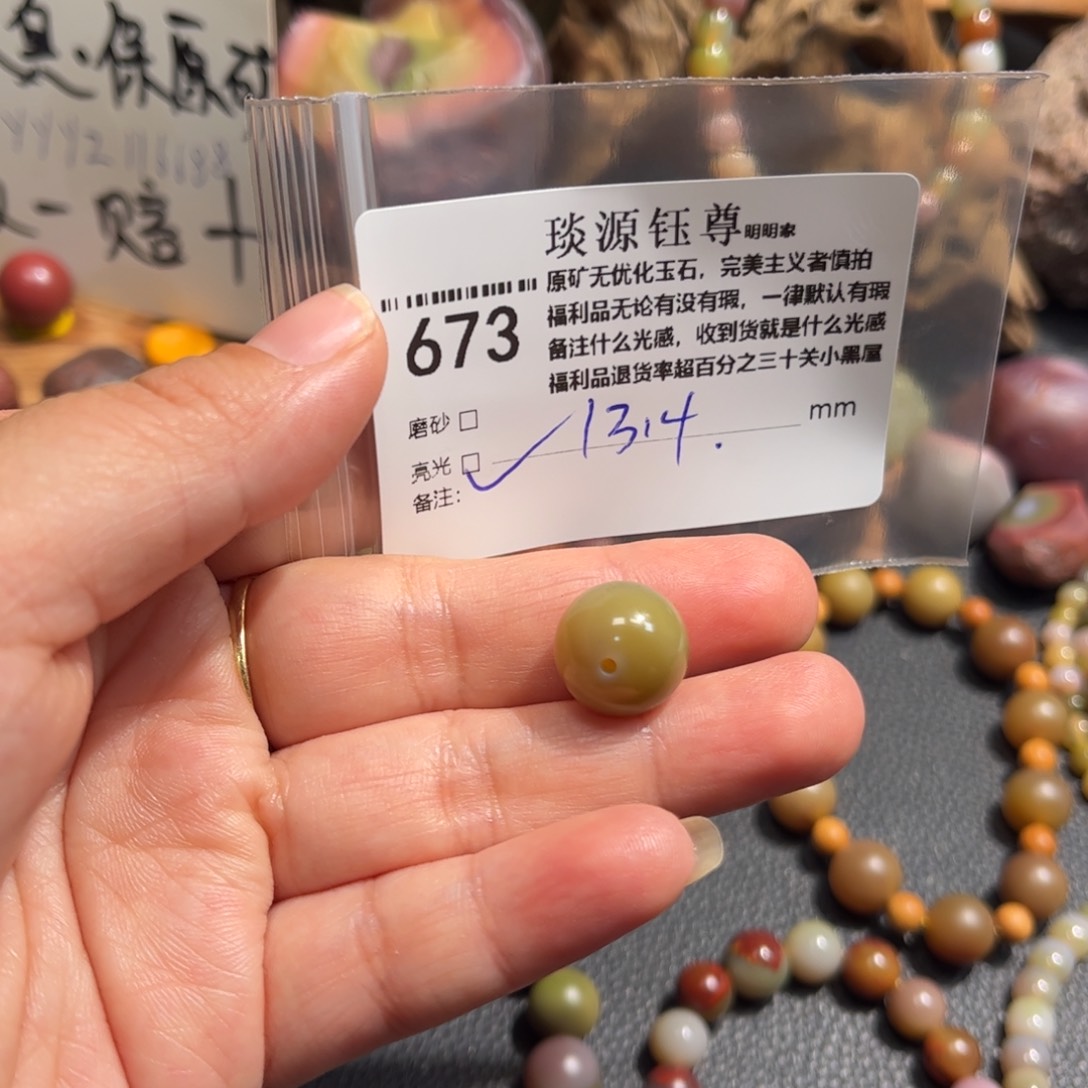 保原矿
赔十
琰源钰尊明明家
原矿无优化玉石，完美主义者慎拍
福利品无论有没有瑕，一律默认有瑕
备注什么光感，收到货就是什么光感
福利品退货率超百分之三十关小黑屋
673
磨砂 □
亮光 □ 13.4. mm
备注：